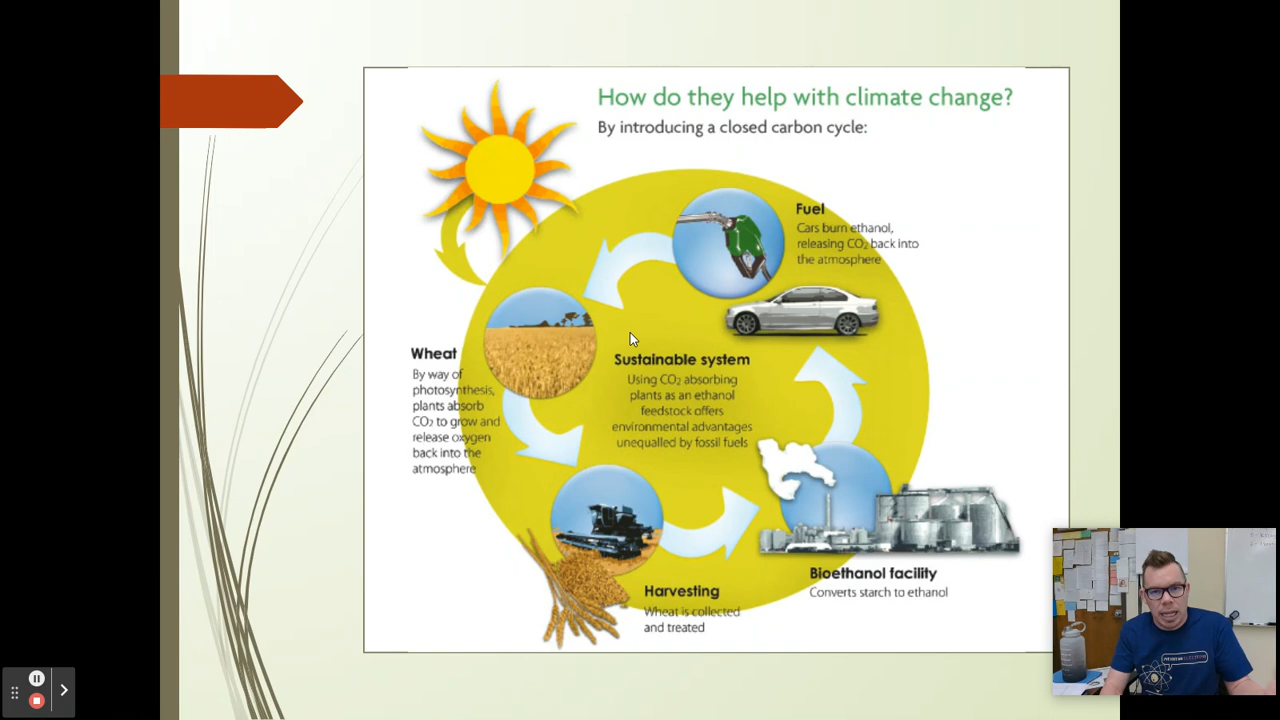 How do they help with climate change?
By introducing a closed carbon cycle:
Fuel
Cars burn ethanol,
releasing CO₂ back into
the atmosphere
Wheat
By way of
photosynthesis,
plants absorb
CO₂ to grow and
release oxygen
back into the
atmosphere
Sustainable system
Using CO₂ absorbing
plants as an ethanol
feedstock offers
environmental advantages
unequalled by fossil fuels
Harvesting
Wheat is collected
and treated
Bioethanol facility
Converts starch to ethanol